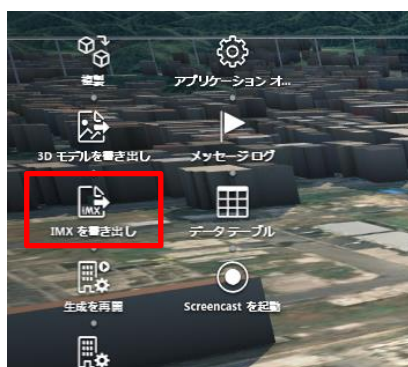 複製
アプリケーション オ...
3D モデルを書き出し
メッセージログ
IMX
IMX を書き出し
データ テーブル
生成を再開
Screencast を起動